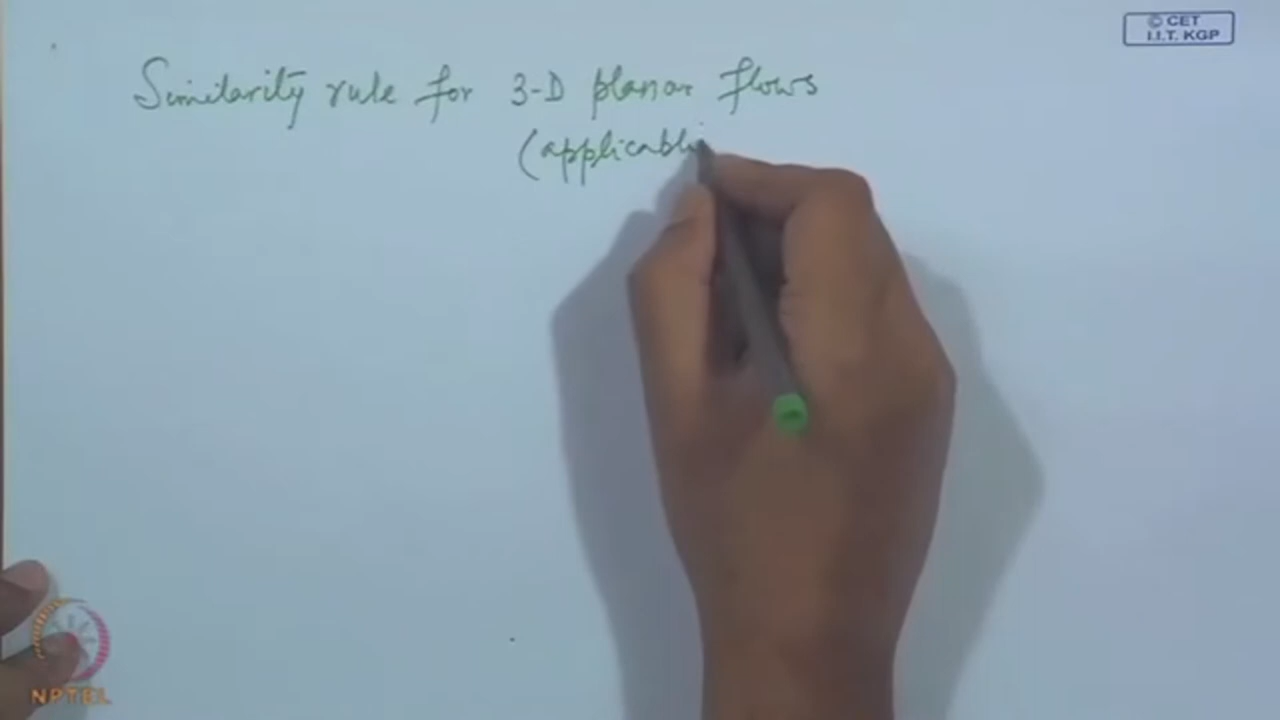 © CET
I.I.T. KGP
Similarity rule for 3-D planar flows
(applicabl
NPTEL